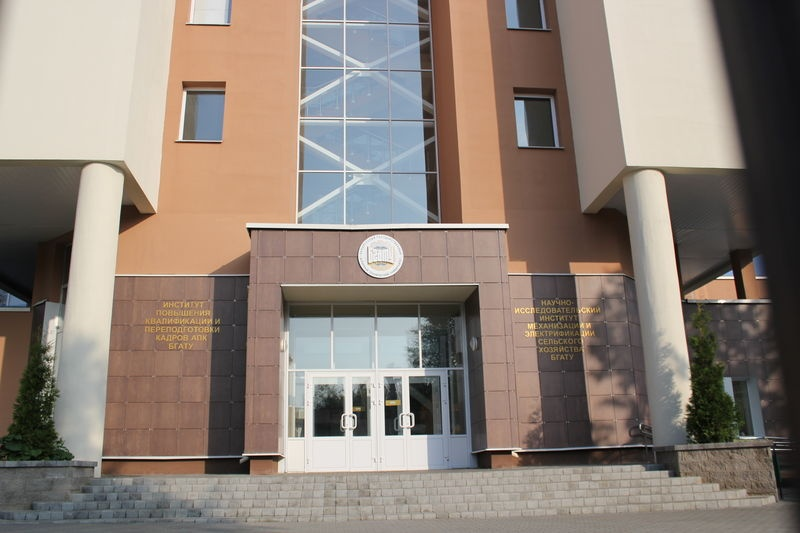 ИНСТИТУТ
ПОВЫШЕНИЯ
КВАЛИФИКАЦИИ И
ПЕРЕПОДГОТОВКИ
КАДРОВ АПК
БГАТУ
НАУЧНО-
ИССЛЕДОВАТЕЛЬСКИЙ
ИНСТИТУТ
МЕХАНИЗАЦИИ И
ЭЛЕКТРИФИКАЦИИ
СЕЛЬСКОГО
ХОЗЯЙСТВА
БГАТУ